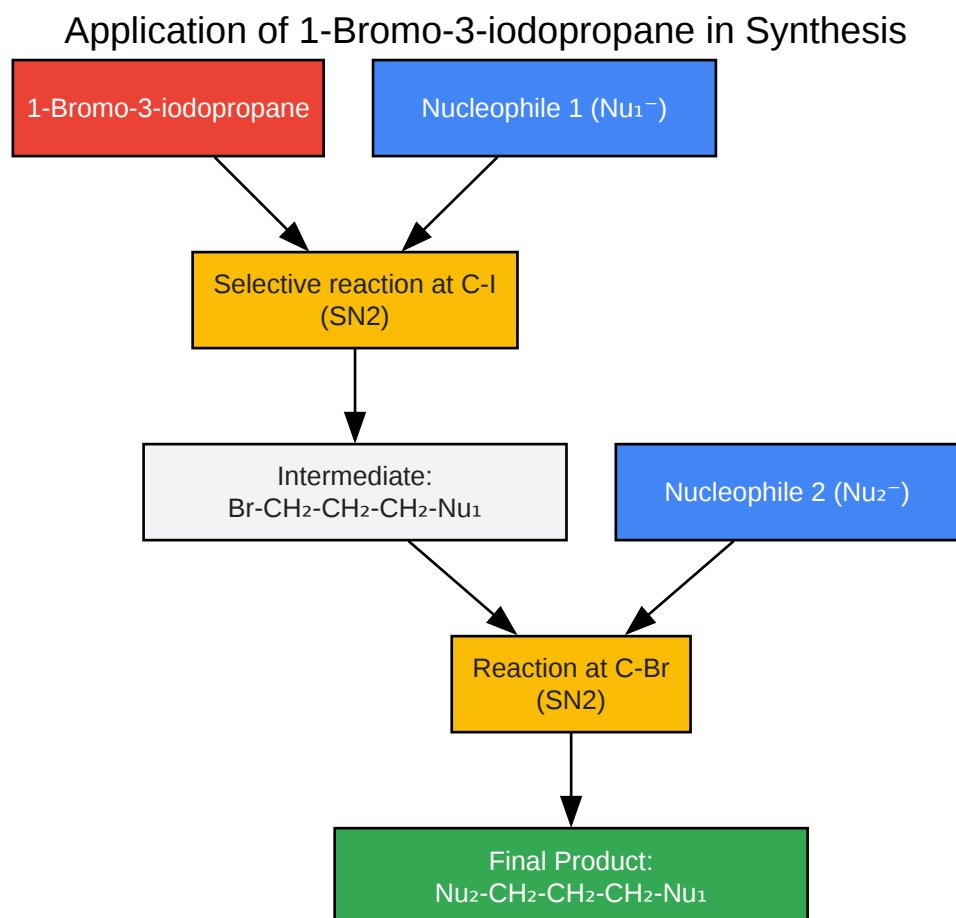 Application of 1-Bromo-3-iodopropane in Synthesis
1-Bromo-3-iodopropane
Nucleophile 1 (Nu₁⁻)
Selective reaction at C-I
(SN2)
Intermediate:
Br-CH₂-CH₂-CH₂-Nu₁
Nucleophile 2 (Nu₂⁻)
Reaction at C-Br
(SN2)
Final Product:
Nu₂-CH₂-CH₂-CH₂-Nu₁